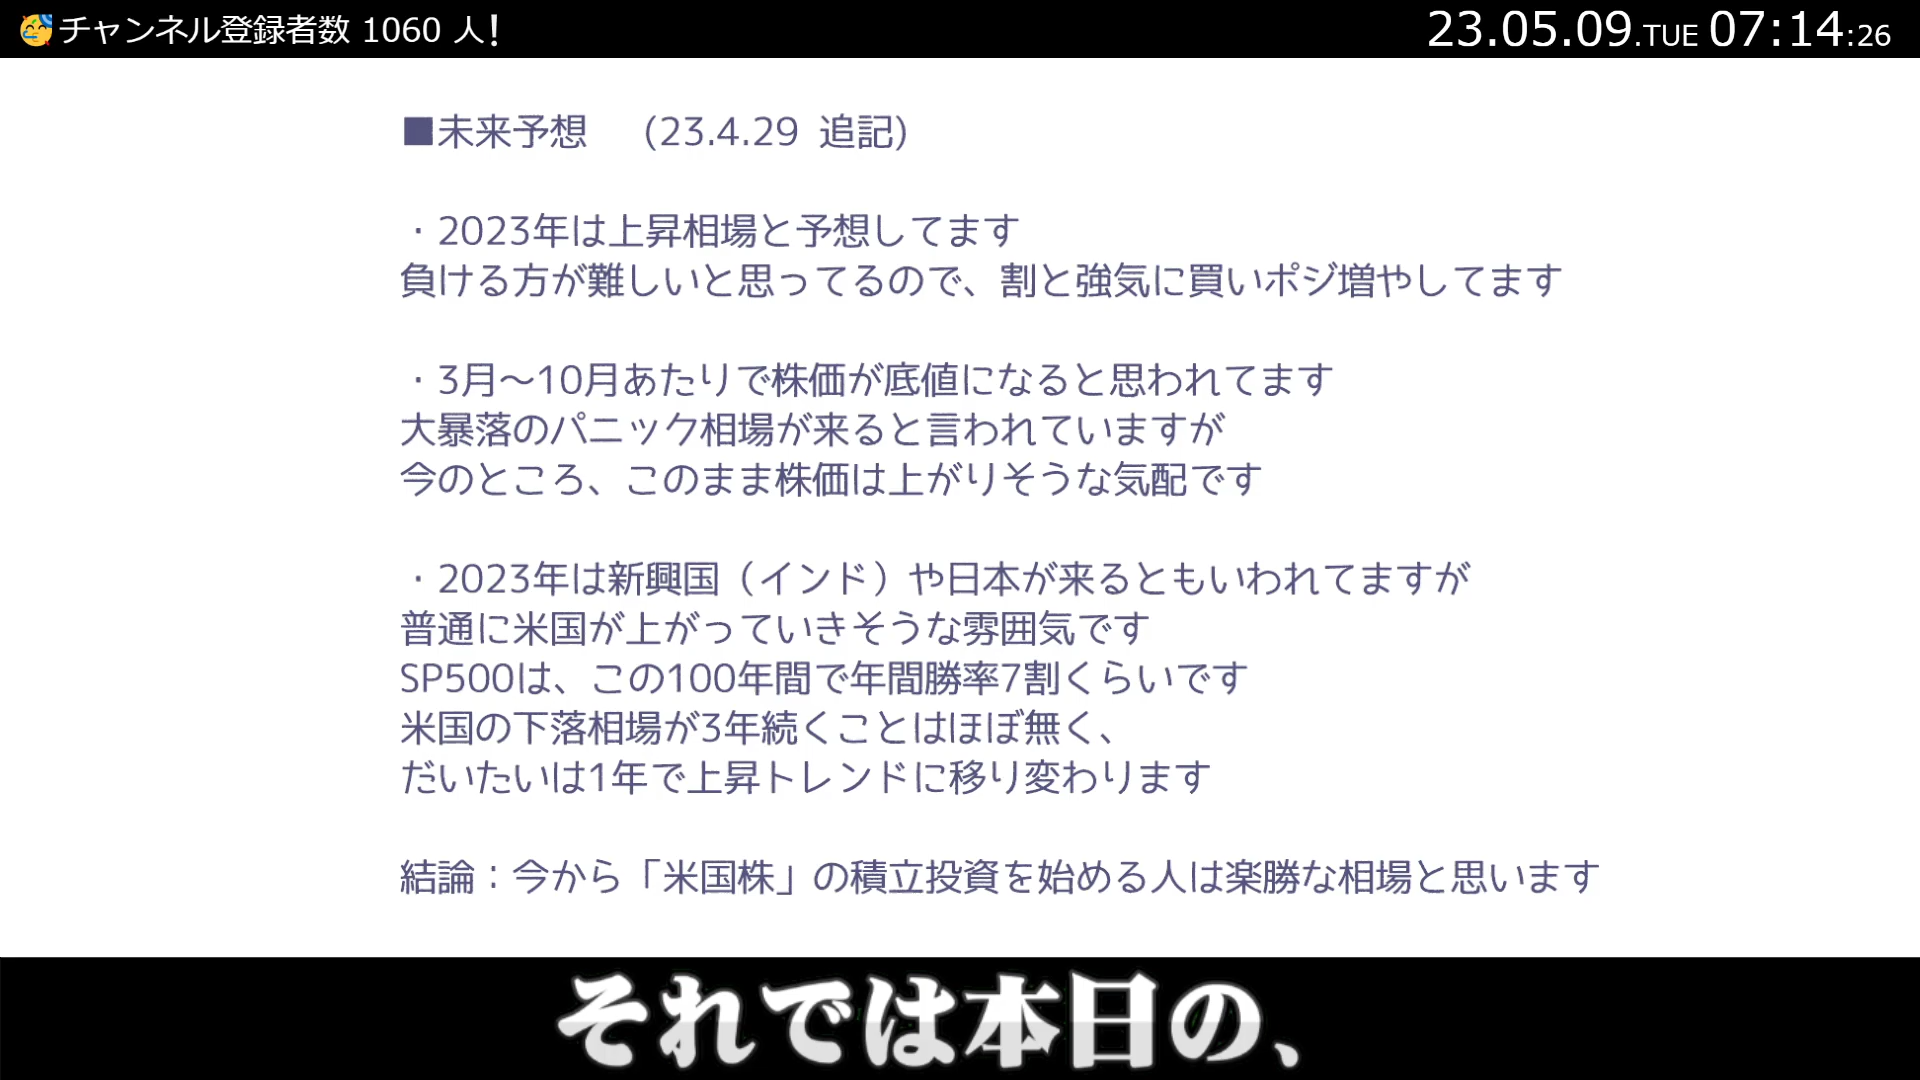 🥳チャンネル登録者数 1060 人!
23.05.09.TUE 07:14:26
■未来予想 (23.4.29 追記)
・2023年は上昇相場と予想してます
負ける方が難しいと思ってるので、割と強気に買いポジ増やしてます
・3月〜10月あたりで株価が底値になると思われてます
大暴落のパニック相場が来ると言われていますが
今のところ、このまま株価は上がりそうな気配です
・2023年は新興国（インド）や日本が来るともいわれてますが
普通に米国が上がっていきそうな雰囲気です
SP500は、この100年間で年間勝率7割くらいです
米国の下落相場が3年続くことはほぼ無く、
だいたいは1年で上昇トレンドに移り変わります
結論：今から「米国株」の積立投資を始める人は楽勝な相場と思います
それでは本日の、